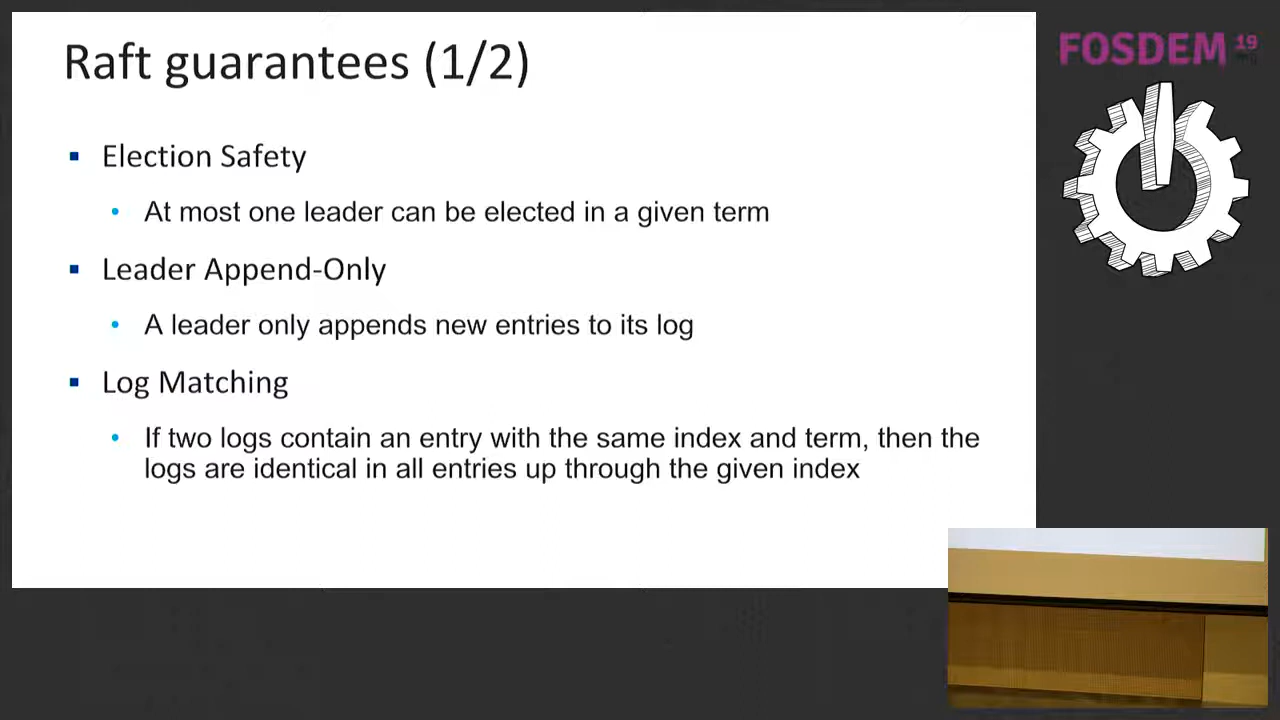 Raft guarantees (1/2)
Election Safety
At most one leader can be elected in a given term
Leader Append-Only
A leader only appends new entries to its log
Log Matching
If two logs contain an entry with the same index and term, then the
logs are identical in all entries up through the given index
FOSDEM 19